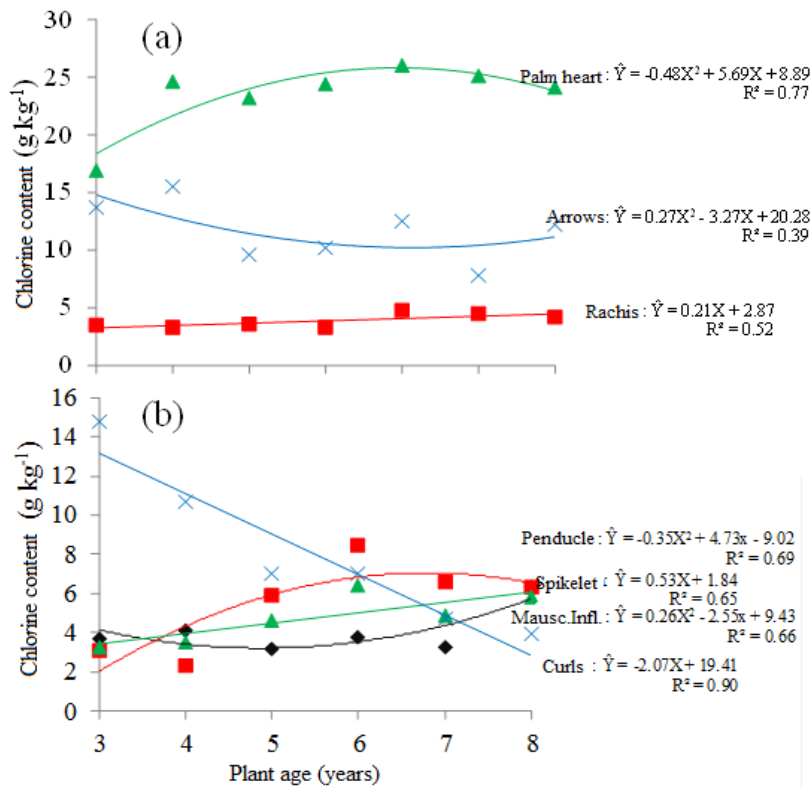 (a)
30
25
20
15
10
5
0
Chlorine content (g kg-1)
Palm heart : Ŷ = -0.48X² + 5.69X + 8.89
R² = 0.77
Arrows: Ŷ = 0.27X² - 3.27X + 20.28
R² = 0.39
Rachis : Ŷ = 0.21X + 2.87
R² = 0.52
(b)
16
14
12
10
8
6
4
2
0
Chlorine content (g kg-1)
Penducle : Ŷ = -0.35X² + 4.73x - 9.02
R² = 0.69
Spikelet : Ŷ = 0.53X + 1.84
R² = 0.65
Mausc.Infl. : Ŷ = 0.26X² - 2.55x + 9.43
R² = 0.66
Curls : Ŷ = -2.07X + 19.41
R² = 0.90
3 4 5 6 7 8
Plant age (years)